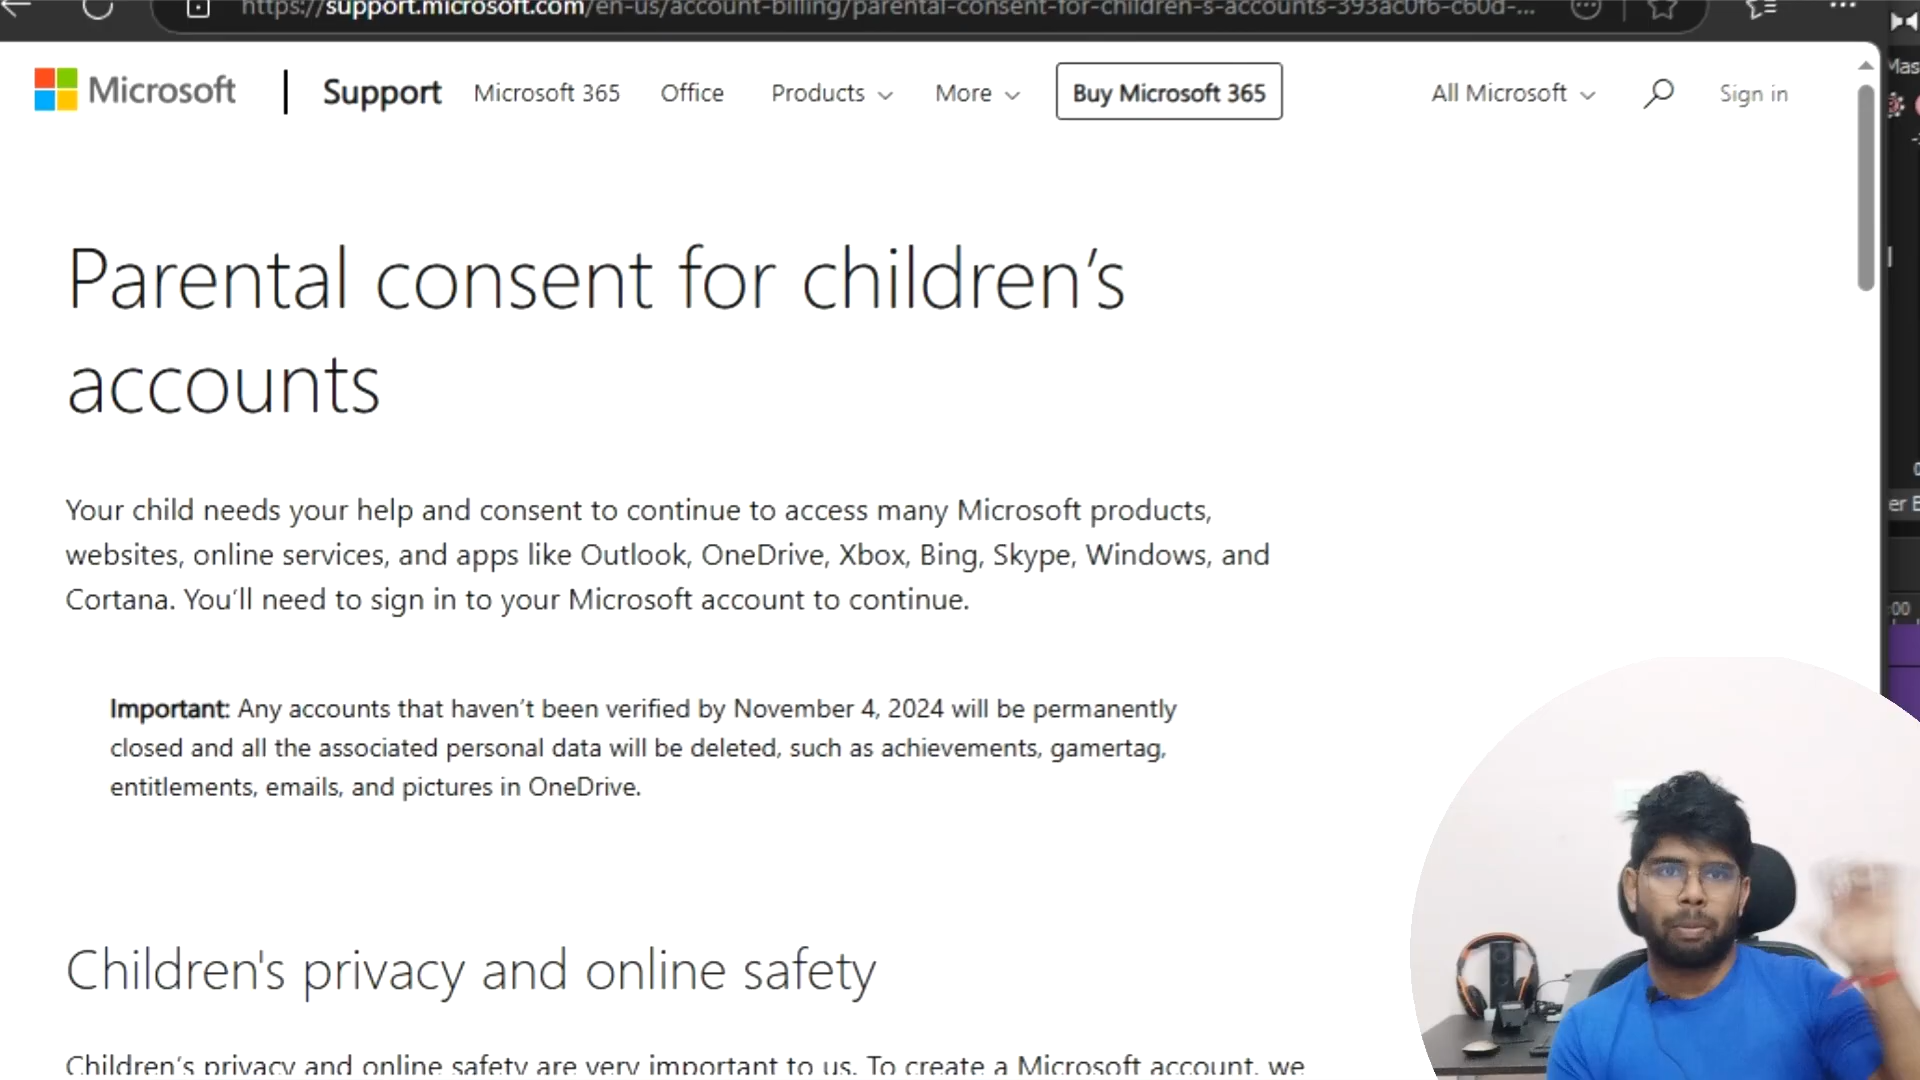 https://support.microsoft.com/en-us/account-billing/parental-consent-for-children-s-accounts-393ac0f6-c60d-...
Microsoft
Support
Microsoft 365
Office
Products
More
Buy Microsoft 365
All Microsoft
Sign in
Parental consent for children’s
accounts
Your child needs your help and consent to continue to access many Microsoft products,
websites, online services, and apps like Outlook, OneDrive, Xbox, Bing, Skype, Windows, and
Cortana. You’ll need to sign in to your Microsoft account to continue.
Important: Any accounts that haven’t been verified by November 4, 2024 will be permanently
closed and all the associated personal data will be deleted, such as achievements, gamertag,
entitlements, emails, and pictures in OneDrive.
Children's privacy and online safety
Children’s privacy and online safety are very important to us. To create a Microsoft account, we